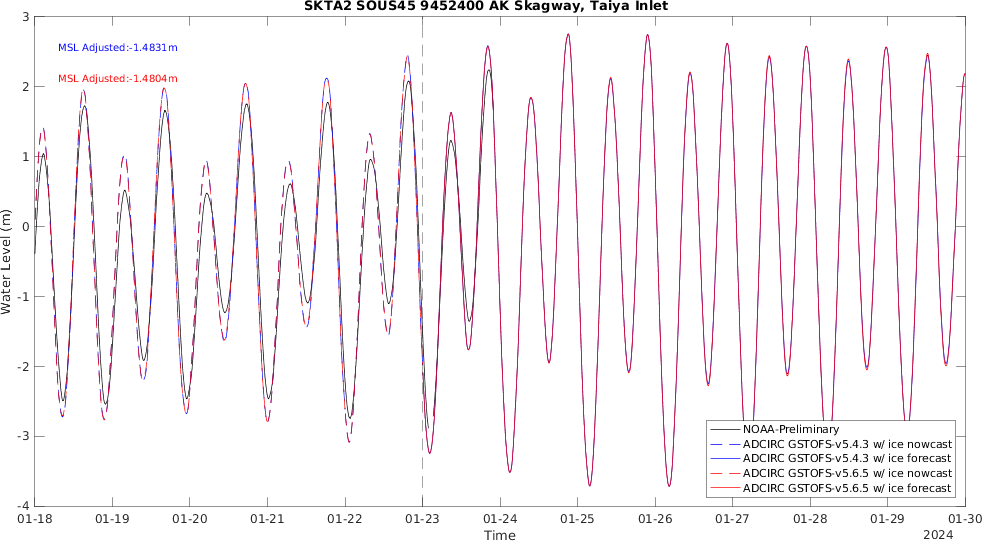 SKTA2 SOUS45 9452400 AK Skagway, Taiya Inlet
MSL Adjusted:-1.4831m
MSL Adjusted:-1.4804m
Water Level (m)
3
2
1
0
-1
-2
-3
-4
NOAA-Preliminary
ADCIRC GSTOFS-v5.4.3 w/ ice nowcast
ADCIRC GSTOFS-v5.4.3 w/ ice forecast
ADCIRC GSTOFS-v5.6.5 w/ ice nowcast
ADCIRC GSTOFS-v5.6.5 w/ ice forecast
01-18 01-19 01-20 01-21 01-22 01-23 01-24 01-25 01-26 01-27 01-28 01-29 01-30
Time
2024